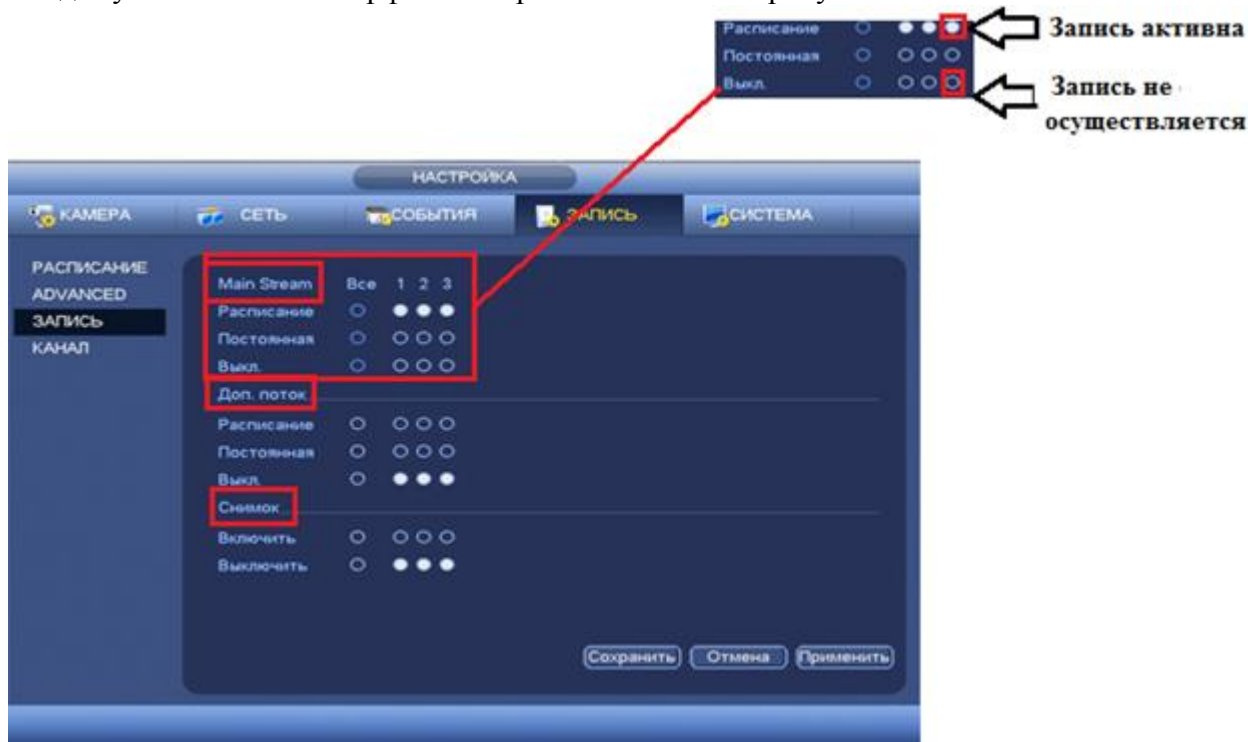 Расписание
Запись активна
Постоянная
Выкл.
Запись не
осуществляется
НАСТРОЙКА
КАМЕРА СЕТЬ СОБЫТИЯ ЗАПИСЬ СИСТЕМА
РАСПИСАНИЕ
ADVANCED
ЗАПИСЬ
КАНАЛ
Main Stream Все 1 2 3
Расписание
Постоянная
Выкл.
Доп. поток
Расписание
Постоянная
Выкл.
Снимок
Включить
Выключить
Сохранить Отмена Применить